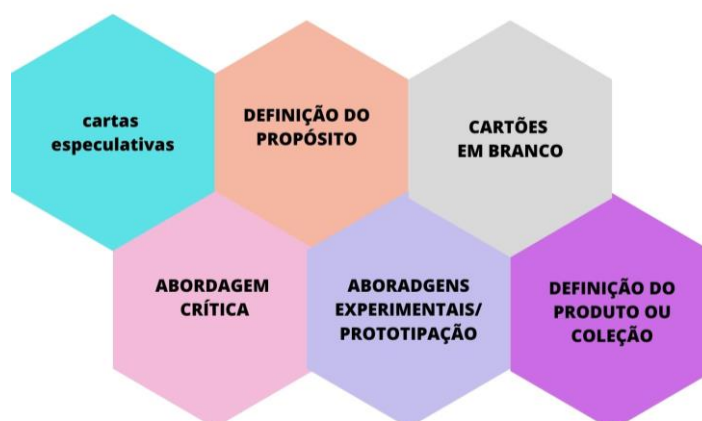 cartas
especulativas
DEFINIÇÃO DO
PROPÓSITO
CARTÕES
EM BRANCO
ABORDAGEM
CRÍTICA
ABORADGENS
EXPERIMENTAIS/
PROTOTIPAÇÃO
DEFINIÇÃO DO
PRODUTO OU
COLEÇÃO